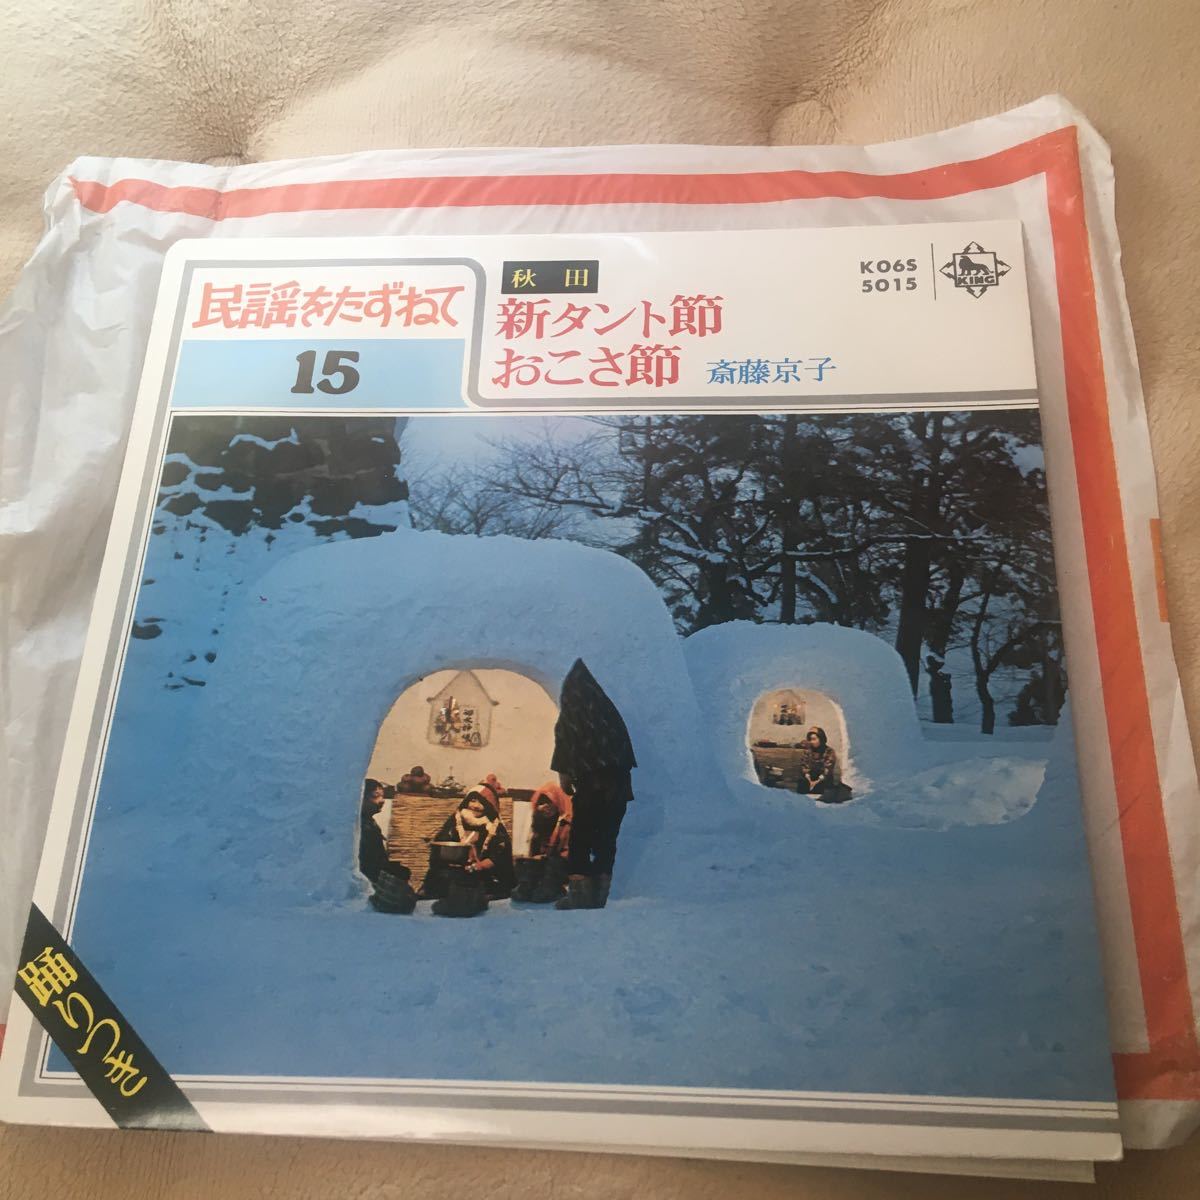 民謡をたずねて
15
秋田
新タント節
おこさ節 斎藤京子
K06S
5015
KING
踊りつき